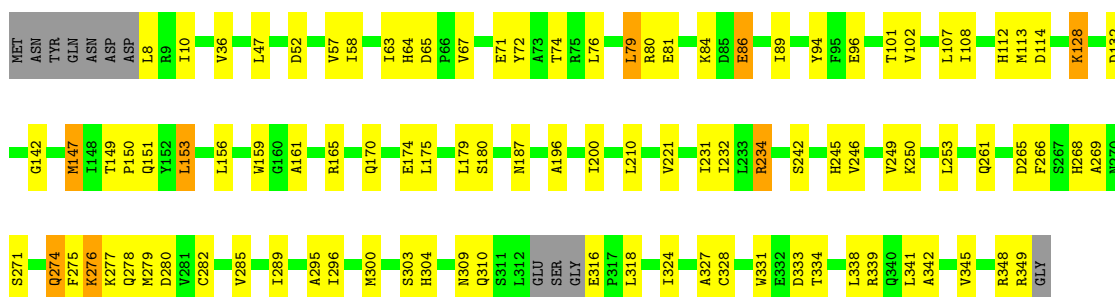 MET ASN TYR GLN ASN ASP ASP L8 R9 I10 V36 L47 D52 V57 I58 I63 H64 D65 P66 V67 E71 Y72 A73 T74 R75 L76 L79 R80 E81 K84 D85 E86 I89 Y94 F95 E96 T101 V102 L107 I108 H112 M113 D114 K128 D132
G142 M147 I148 T149 P150 Q151 Y152 L153 L156 W159 G160 A161 R165 Q170 E174 L175 L179 S180 N187 A196 I200 L210 V221 I231 I232 L233 R234 S242 H245 V246 V249 K250 L253 Q261 D265 F266 S267 H268 A269 N270
S271 Q274 F275 K276 K277 Q278 M279 D280 V281 C282 V285 I289 A295 I296 M300 S303 H304 N309 Q310 S311 L312 GLU SER GLY E316 P317 L318 I324 A327 C328 W331 E332 D333 T334 L338 R339 Q340 L341 A342 V345 R348 R349 GLY